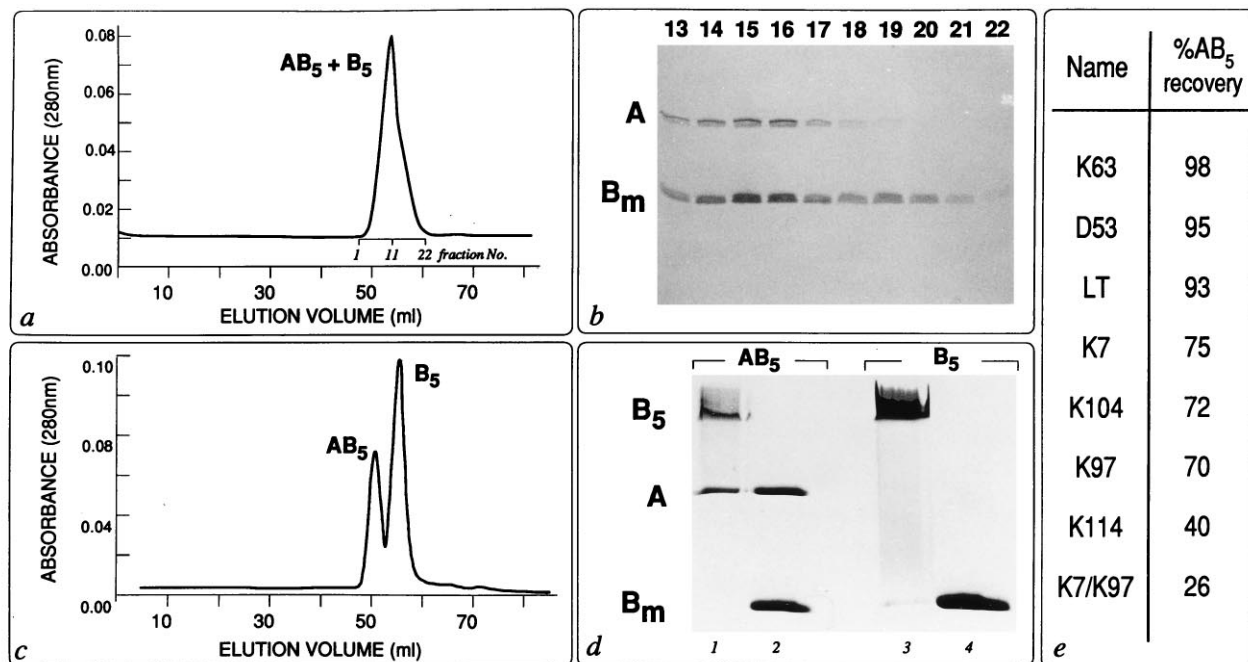 0.08
0.06
0.04
0.02
0.00
ABSORBANCE (280nm)
AB5 + B5
1 11 22 fraction No.
10 30 50 70
ELUTION VOLUME (ml)
a
13 14 15 16 17 18 19 20 21 22
A
Bm
b
0.10
0.08
0.04
0.00
ABSORBANCE (280nm)
AB5
B5
10 30 50 70
ELUTION VOLUME (ml)
c
AB5 B5
B5
A
Bm
1 2 3 4
d
Name %AB5 recovery
K63 98
D53 95
LT 93
K7 75
K104 72
K97 70
K114 40
K7/K97 26
e